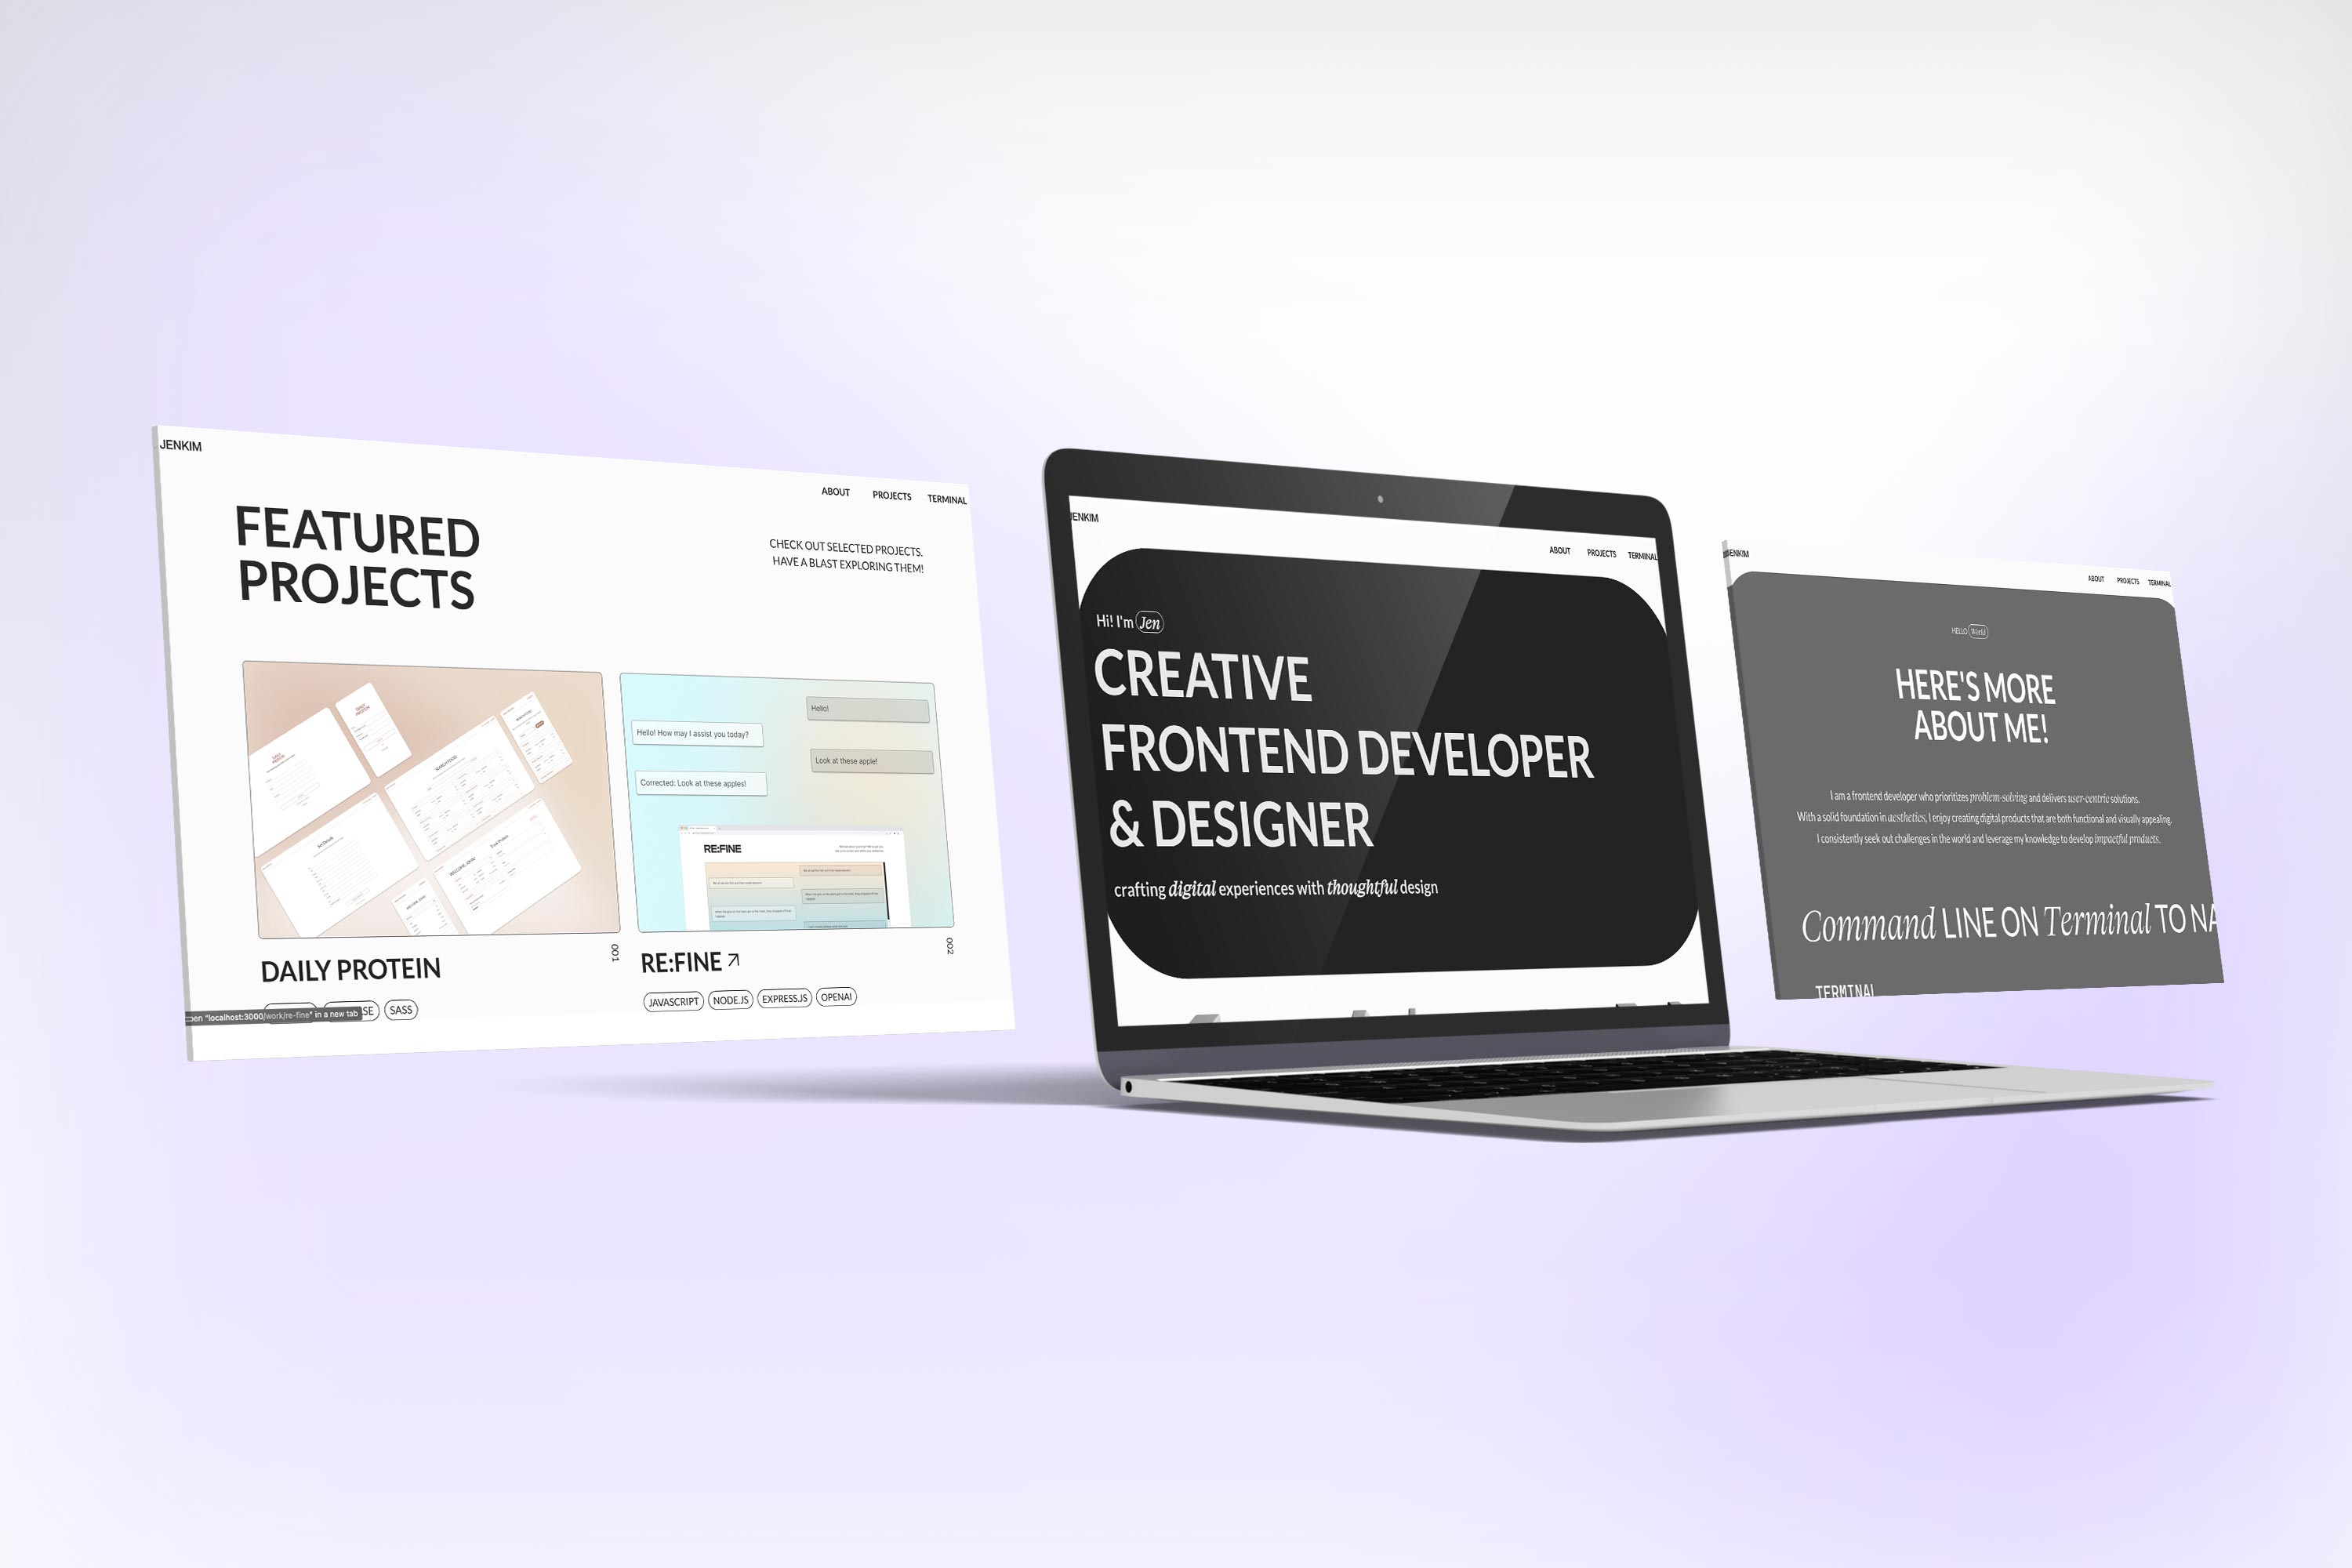 JENKIM
ABOUT PROJECTS TERMINAL
FEATURED
PROJECTS
CHECK OUT SELECTED PROJECTS.
HAVE A BLAST EXPLORING THEM!
Hello!
Hello! How may I assist you today?
Look at these apple!
Corrected: Look at these apples!
RE:FINE
DAILY PROTEIN
001
RE:FINE
002
SE SASS
JAVASCRIPT NODE.JS EXPRESS.JS OPENAI
"localhost:3000/work/re-fine" in a new tab
JENKIM
ABOUT PROJECTS TERMINAL
Hi! I'm Jen
CREATIVE
FRONTEND DEVELOPER
& DESIGNER
crafting digital experiences with thoughtful design
JENKIM
ABOUT PROJECTS TERMINAL
HELLO World
HERE'S MORE
ABOUT ME!
I am a frontend developer who prioritizes problem-solving and delivers user-centric solutions.
With a solid foundation in aesthetics, I enjoy creating digital products that are both functional and visually appealing.
I consistently seek out challenges in the world and leverage my knowledge to develop impactful products.
Command LINE ON Terminal TO NA
TERMINAL